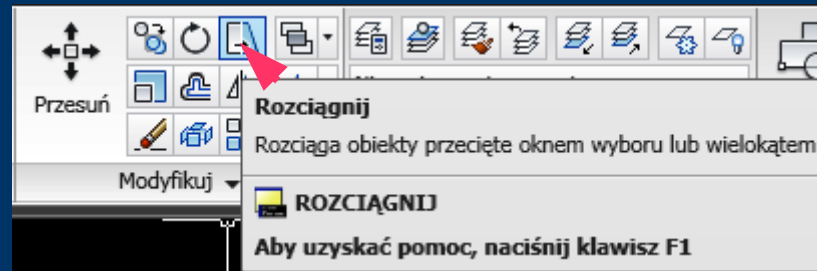 Przesuń
Modyfikuj
Rozciągnij
Rozciąga obiekty przecięte oknem wyboru lub wielokątem
ROZCIĄGNIJ
Aby uzyskać pomoc, naciśnij klawisz F1